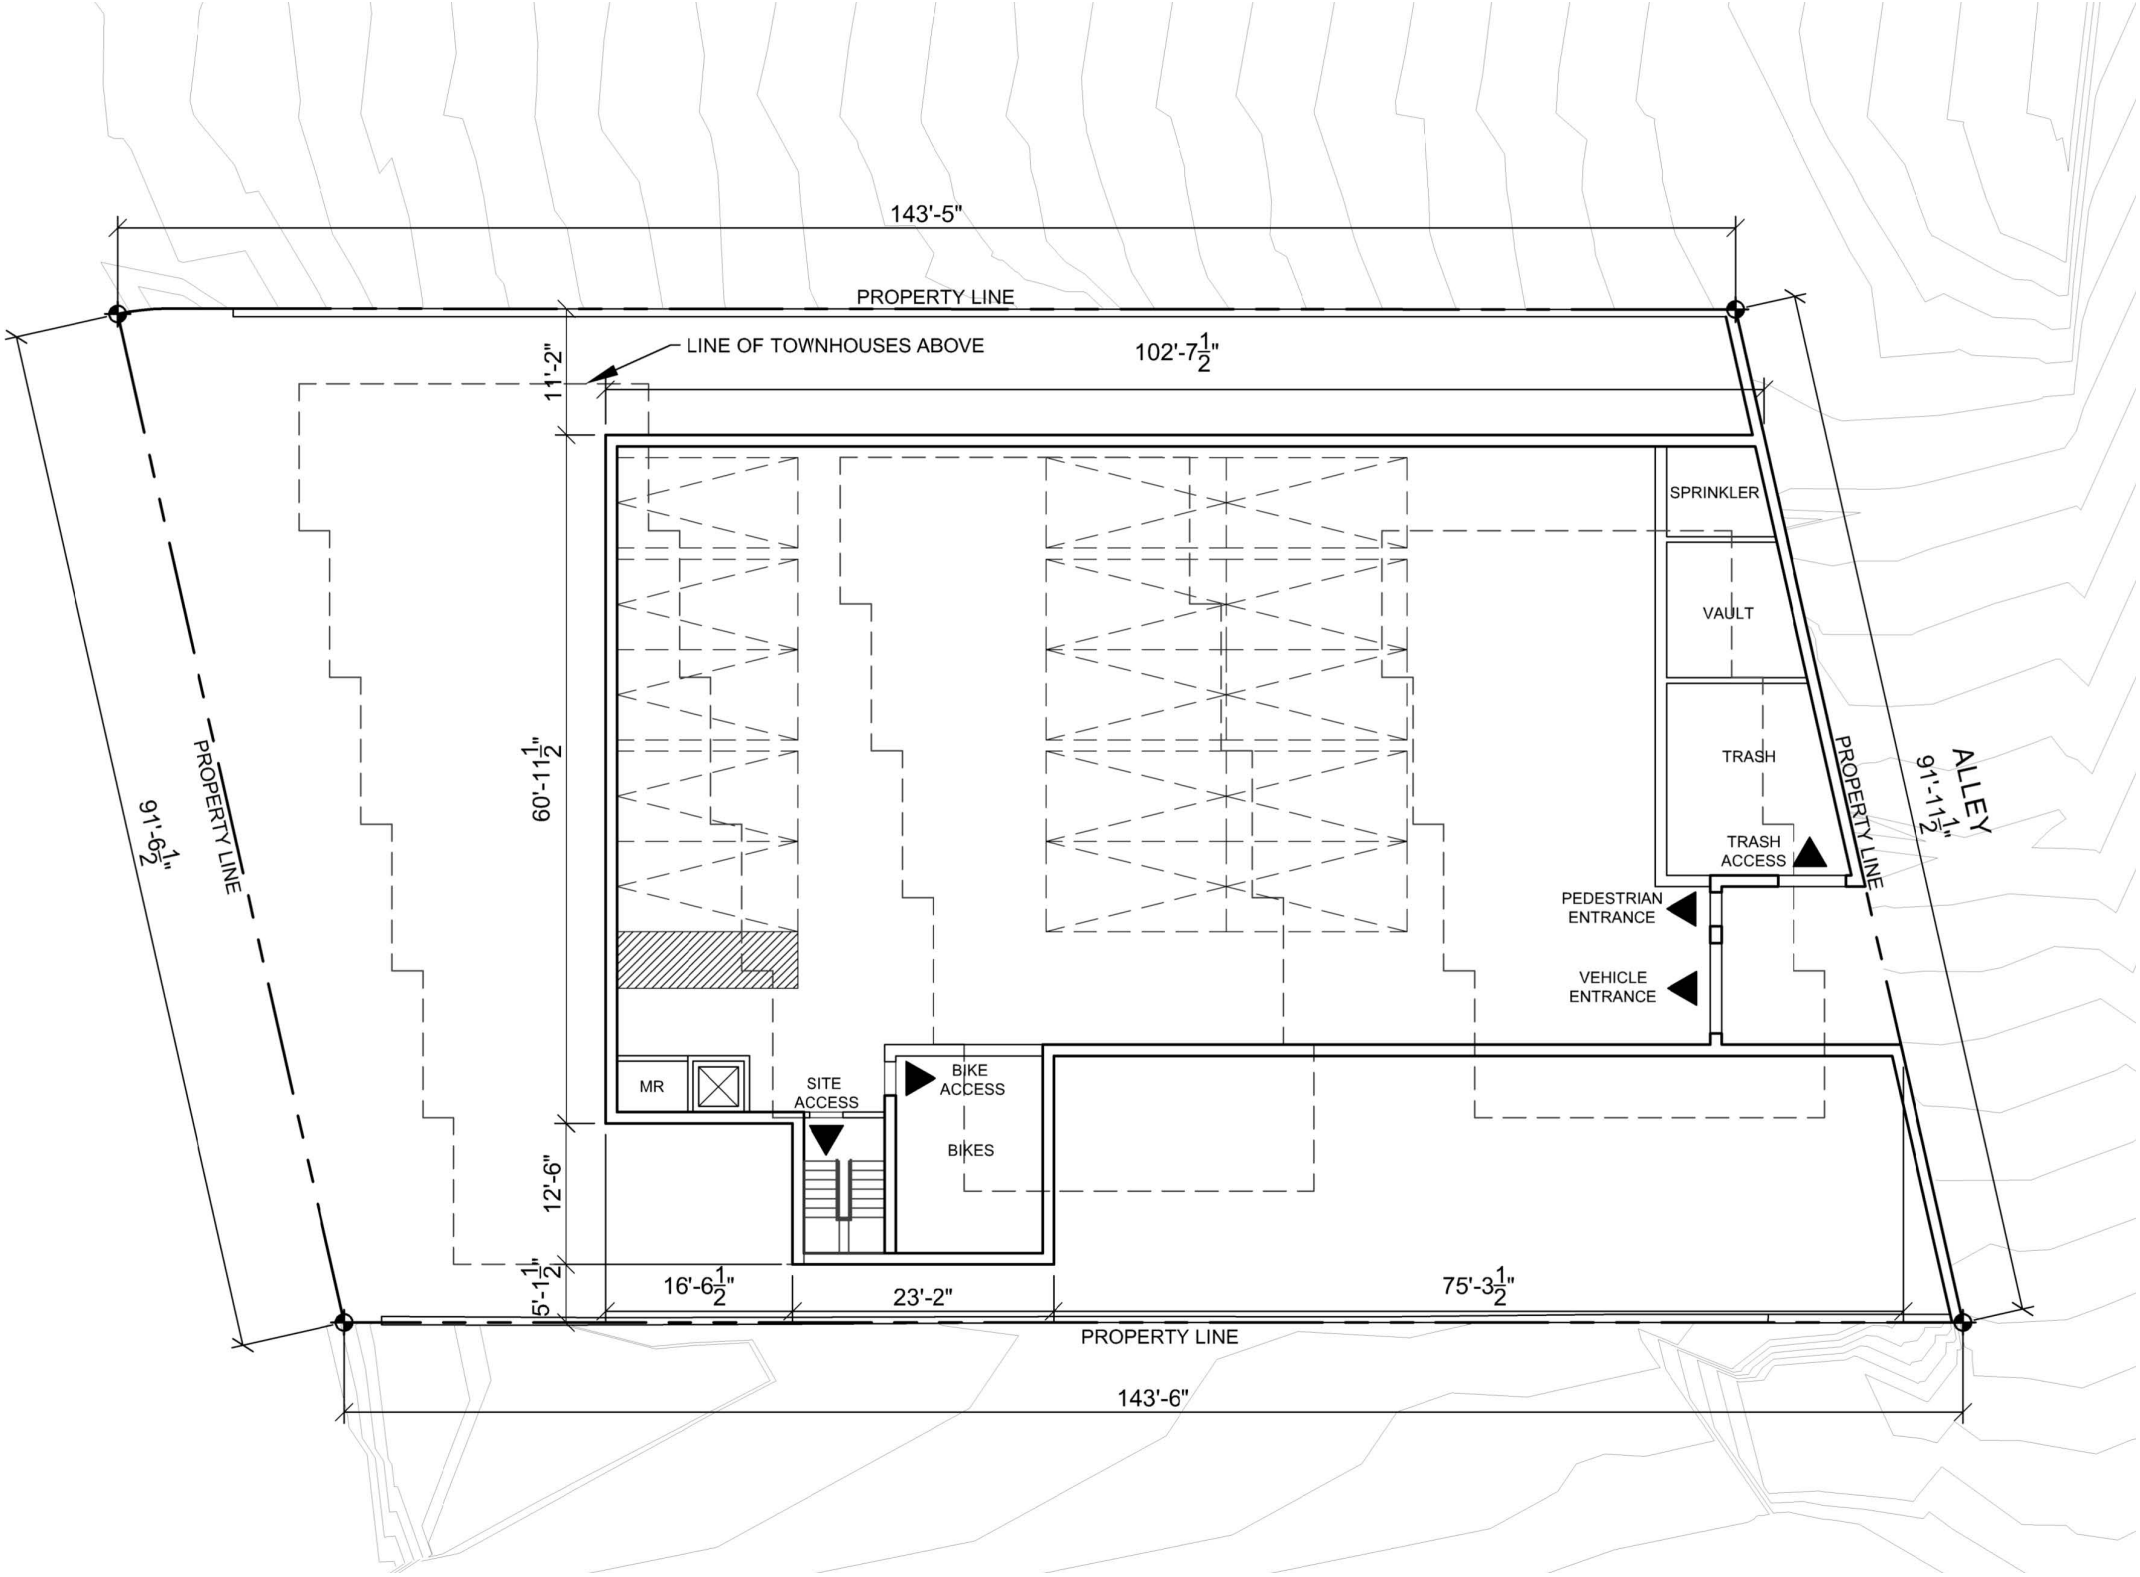 143'-5"
PROPERTY LINE
LINE OF TOWNHOUSES ABOVE
102'-7 1/2"
11'-2"
SPRINKLER
VAULT
TRASH
TRASH
ACCESS
PROPERTY LINE
ALLEY
91'-11 1/2"
PROPERTY LINE
91'-6 1/2"
60'-11 1/2"
PEDESTRIAN
ENTRANCE
VEHICLE
ENTRANCE
MR
SITE
ACCESS
BIKE
ACCESS
BIKES
12'-6"
5'-1 1/2"
16'-6 1/2"
23'-2"
75'-3 1/2"
PROPERTY LINE
143'-6"